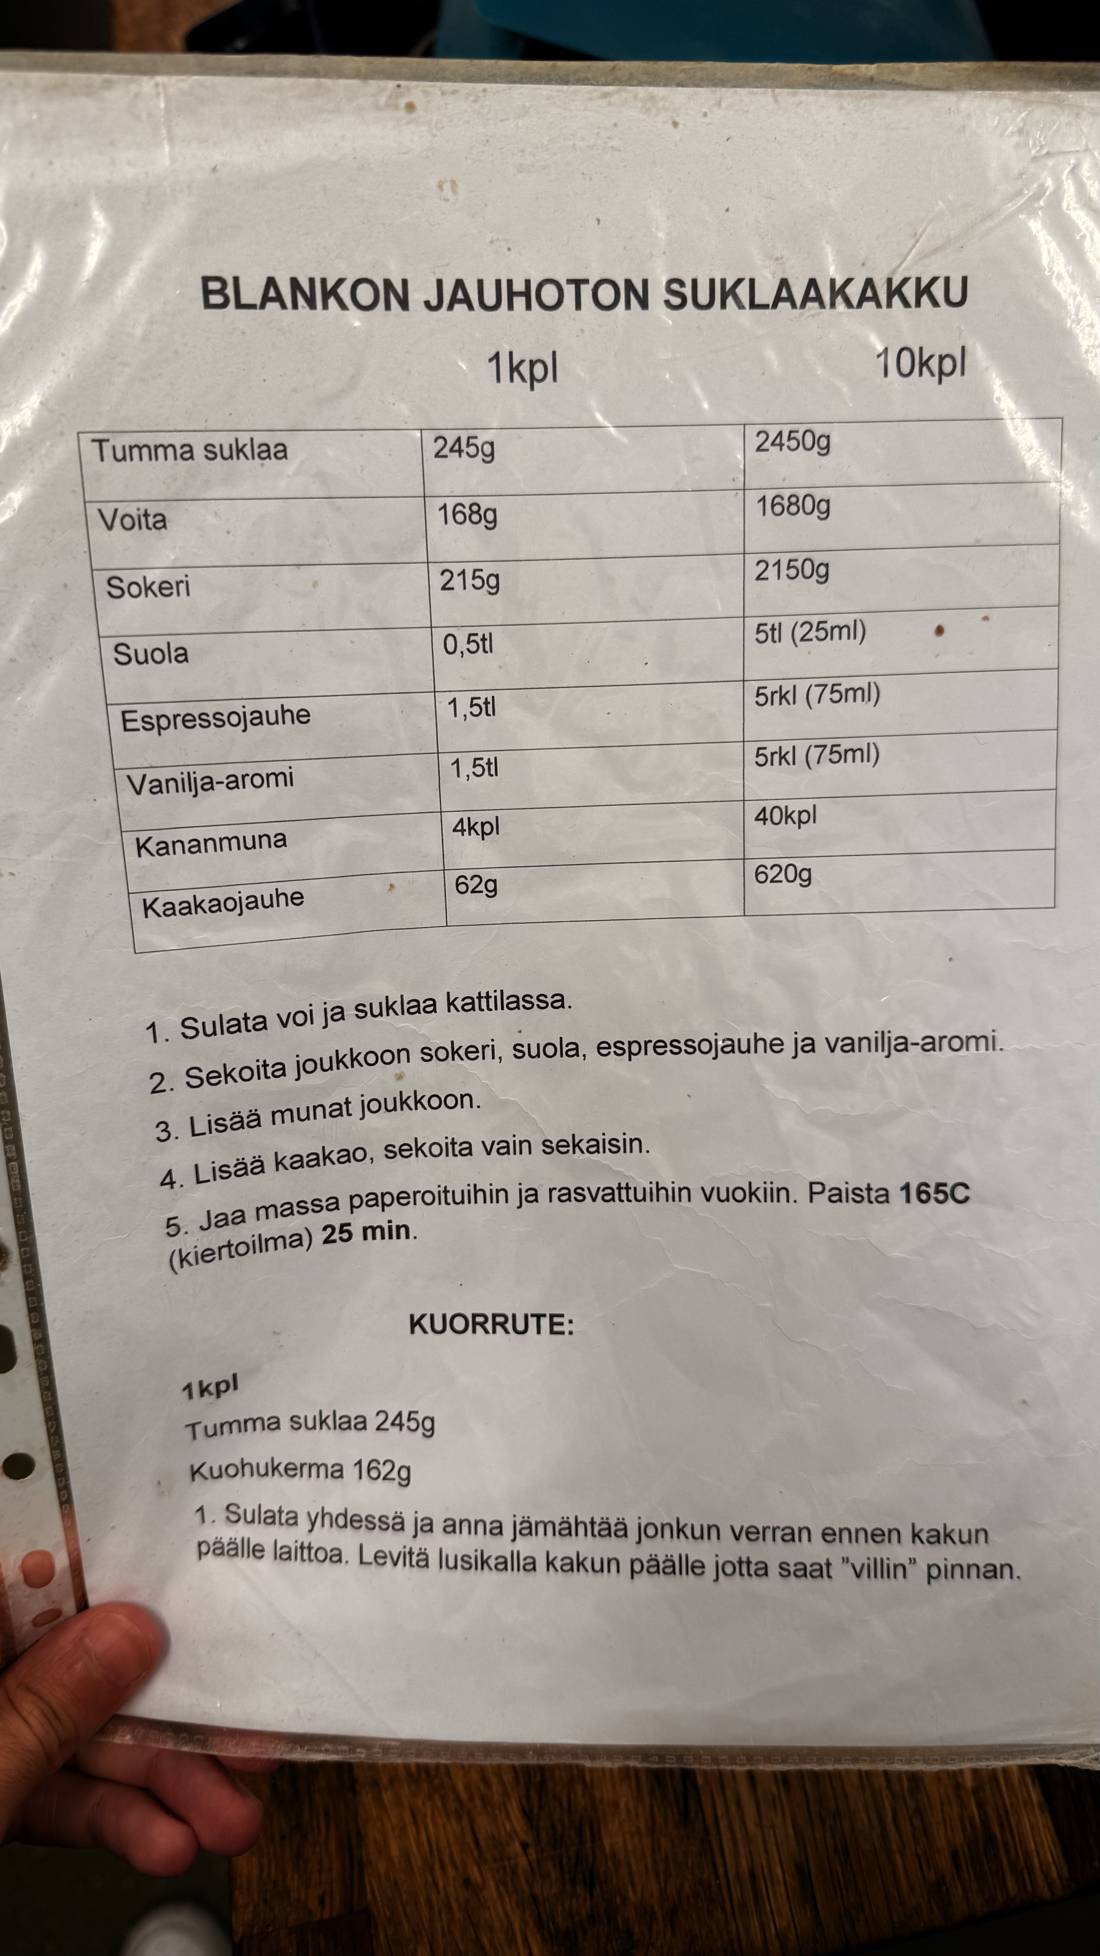 BLANKON JAUHOTON SUKLAAKAKKU
1kpl 10kpl
Tumma suklaa 245g 2450g
Voita 168g 1680g
Sokeri 215g 2150g
Suola 0,5tl 5tl (25ml)
Espressojauhe 1,5tl 5rkl (75ml)
Vanilja-aromi 1,5tl 5rkl (75ml)
Kananmuna 4kpl 40kpl
Kaakaojauhe 62g 620g
1. Sulata voi ja suklaa kattilassa.
2. Sekoita joukkoon sokeri, suola, espressojauhe ja vanilja-aromi.
3. Lisää munat joukkoon.
4. Lisää kaakao, sekoita vain sekaisin.
5. Jaa massa paperoituihin ja rasvattuihin vuokiin. Paista 165C
(kiertoilma) 25 min.
KUORRUTE:
1kpl
Tumma suklaa 245g
Kuohukerma 162g
1. Sulata yhdessä ja anna jämähtää jonkun verran ennen kakun
päälle laittoa. Levitä lusikalla kakun päälle jotta saat "villin" pinnan.